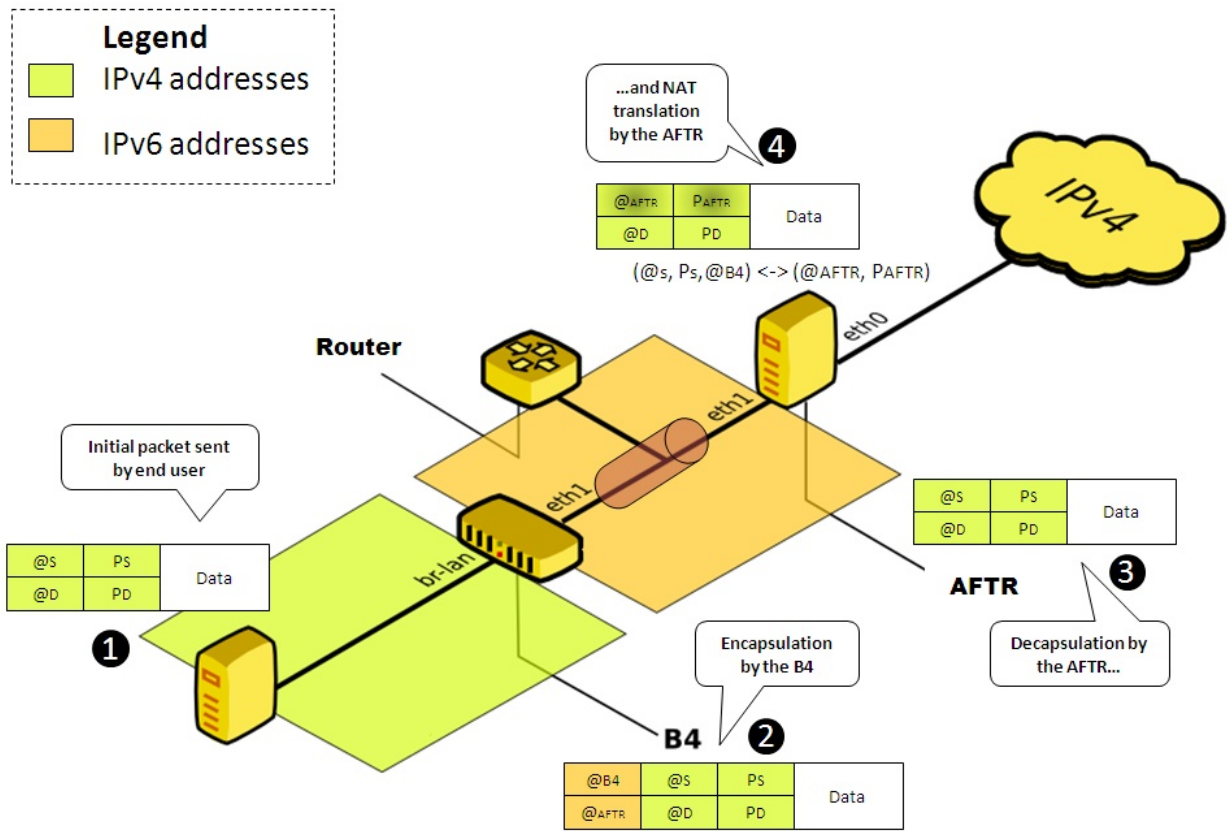 Legend
IPv4 addresses
IPv6 addresses
...and NAT
translation
by the AFTR
4
@AFTR PAFTR Data
@D PD
(@s, Ps,@B4) <-> (@AFTR, PAFTR)
IPv4
eth0
Router
eth1
Initial packet sent
by end user
eth1
@S PS Data
@D PD
3
AFTR
@S PS Data
@D PD
br-lan
1
Encapsulation
by the B4
Decapsulation by
the AFTR...
B4
2
@B4 @S PS Data
@AFTR @D PD